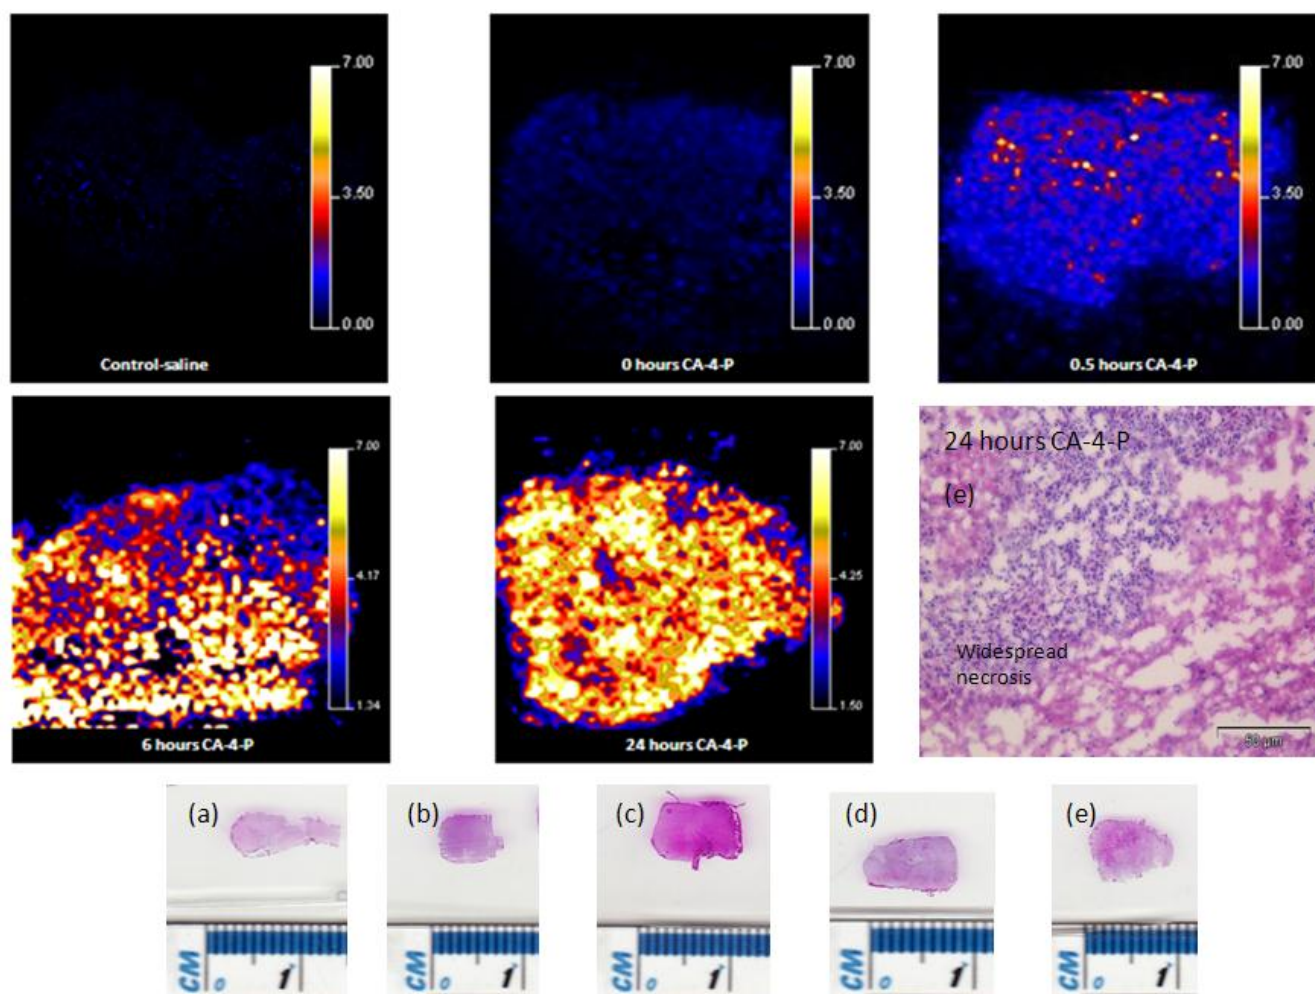 7.00
3.50
0.00
Control-saline
7.00
3.50
0.00
0 hours CA-4-P
7.00
3.50
0.00
0.5 hours CA-4-P
7.00
4.17
1.34
6 hours CA-4-P
7.00
4.25
1.50
24 hours CA-4-P
24 hours CA-4-P
(e)
Widespread
necrosis
50 µm
(a)
CM 0 1
(b)
CM 0 1
(c)
CM 0 1
(d)
CM 0 1
(e)
CM 0 1